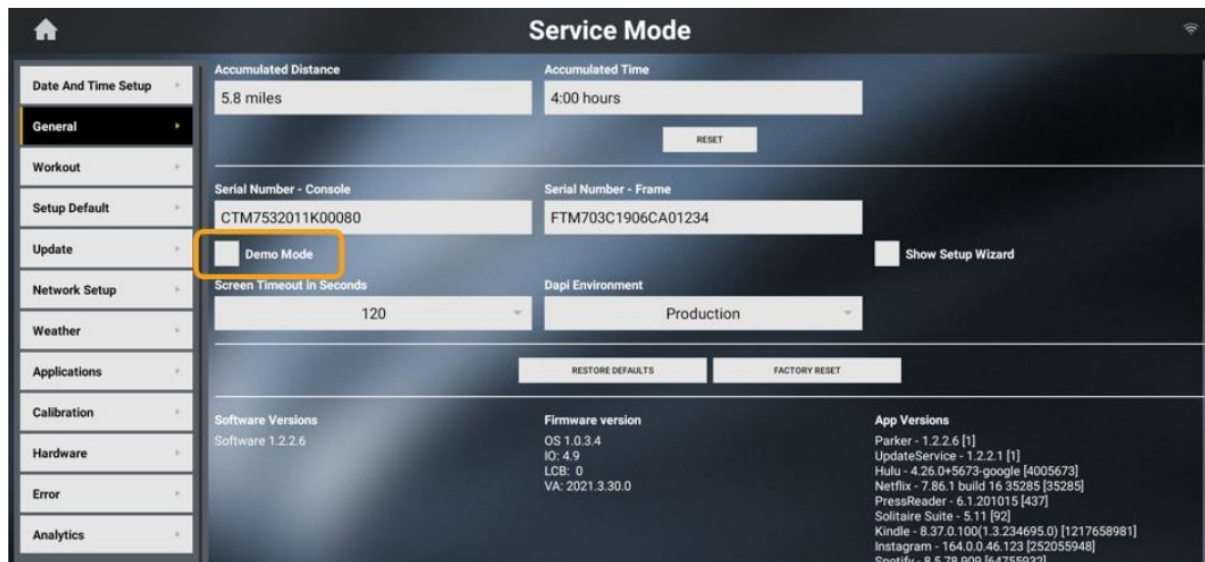 Service Mode
Date And Time Setup
General
Workout
Setup Default
Update
Network Setup
Weather
Applications
Calibration
Hardware
Error
Analytics
Accumulated Distance
5.8 miles
Accumulated Time
4:00 hours
RESET
Serial Number - Console
CTM7532011K00080
Serial Number - Frame
FTM703C1906CA01234
Demo Mode
Show Setup Wizard
Screen Timeout in Seconds
120
Dapi Environment
Production
RESTORE DEFAULTS
FACTORY RESET
Software Versions
Software 1.2.2.6
Firmware version
OS 1.0.3.4
IO: 4.9
LCB: 0
VA: 2021.3.30.0
App Versions
Parker - 1.2.2.6 [1]
UpdateService - 1.2.2.1 [1]
Hulu - 4.26.0+5673-google [4005673]
Netflix - 7.86.1 build 16 35285 [35285]
PressReader - 6.1.201015 [437]
Solitaire Suite - 5.11 [92]
Kindle - 8.37.0.100(1.3.234695.0) [1217658981]
Instagram - 164.0.0.46.123 [252055948]
Spotify - 8.5.78.909 [64755932]